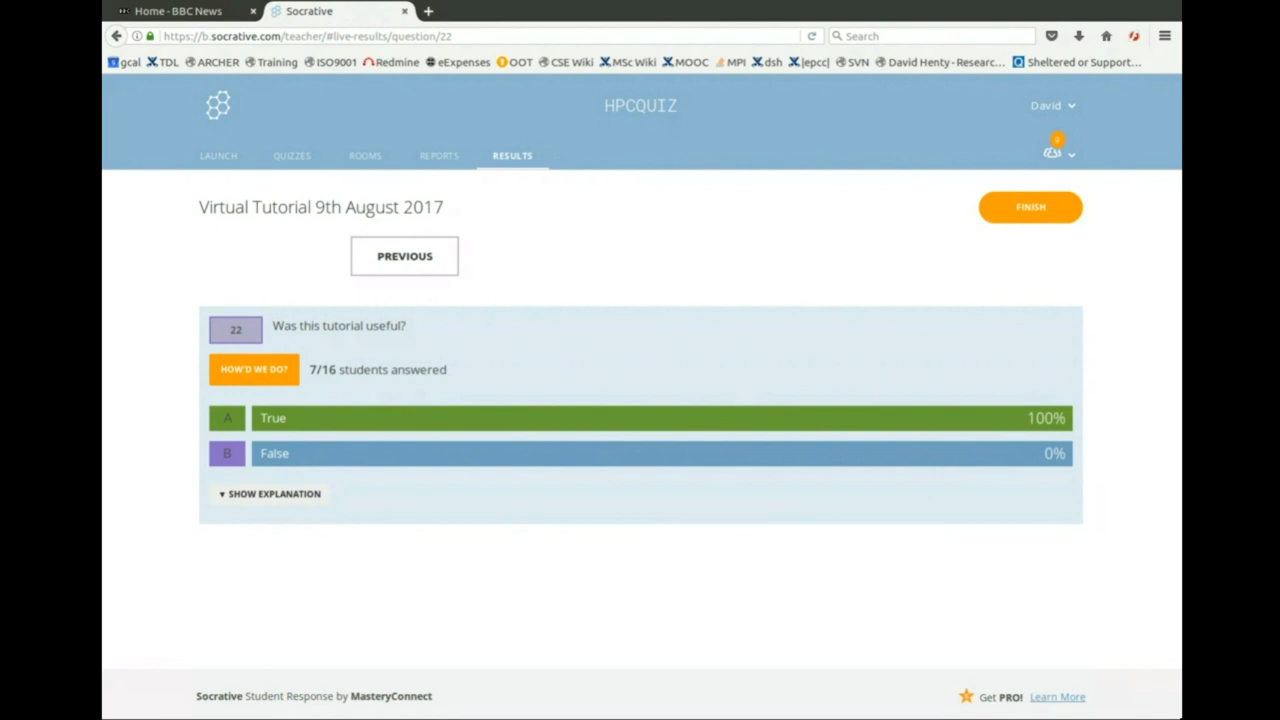 Home - BBC News
Socrative
https://b.socrative.com/teacher/#live-results/question/22
Search
gcal TDL ARCHER Training ISO9001 Redmine eExpenses OOT CSE Wiki MSc Wiki MOOC MPI dsh |epcc| SVN David Henty - Researc... Sheltered or Support...
HPCQUIZ
David
9
LAUNCH QUIZZES ROOMS REPORTS RESULTS
Virtual Tutorial 9th August 2017
FINISH
PREVIOUS
22 Was this tutorial useful?
HOW'D WE DO? 7/16 students answered
A True 100%
B False 0%
▼ SHOW EXPLANATION
Socrative Student Response by MasteryConnect
Get PRO! Learn More